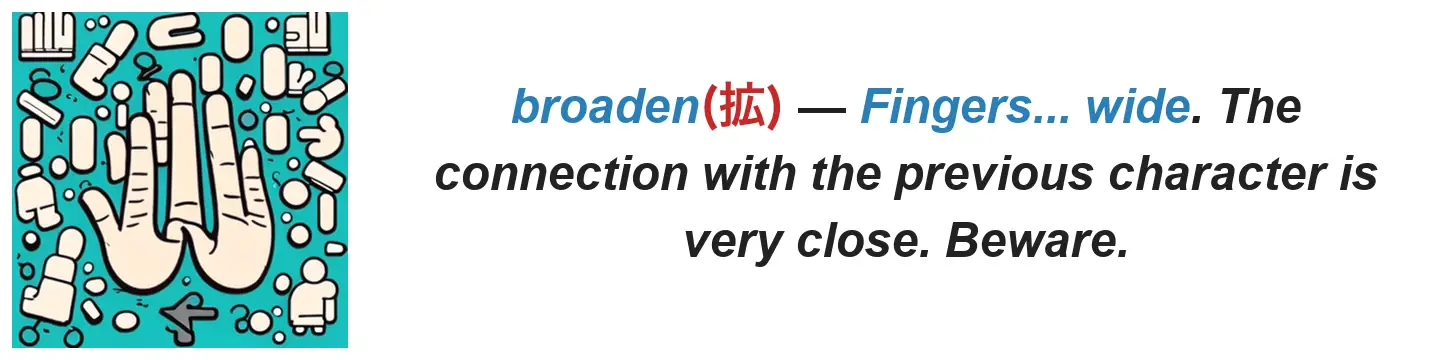 broaden(拡) — Fingers... wide. The
connection with the previous character is
very close. Beware.